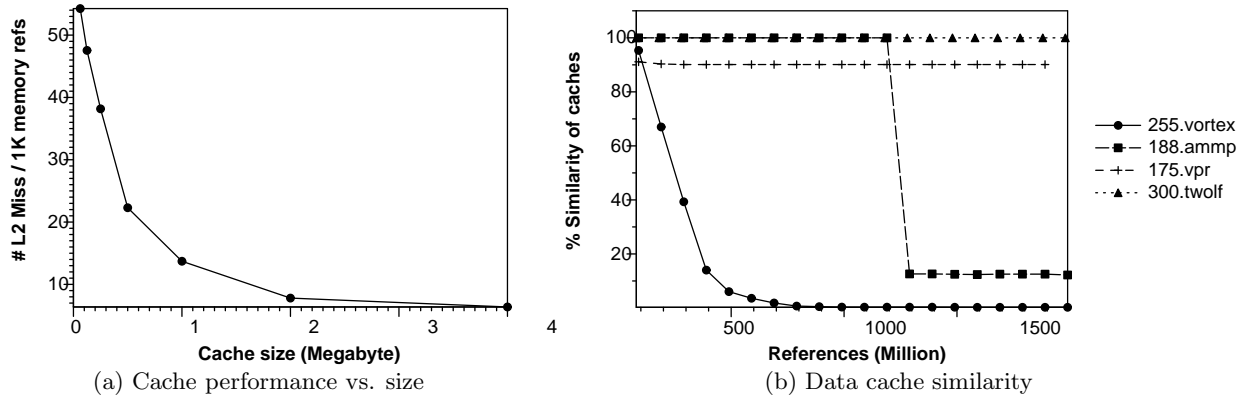 50
40
30
20
10
0 1 2 3 4
# L2 Miss / 1K memory refs
Cache size (Megabyte)
(a) Cache performance vs. size
100
80
60
40
20
500 1000 1500
% Similarity of caches
References (Million)
255.vortex
188.ammp
175.vpr
300.twolf
(b) Data cache similarity